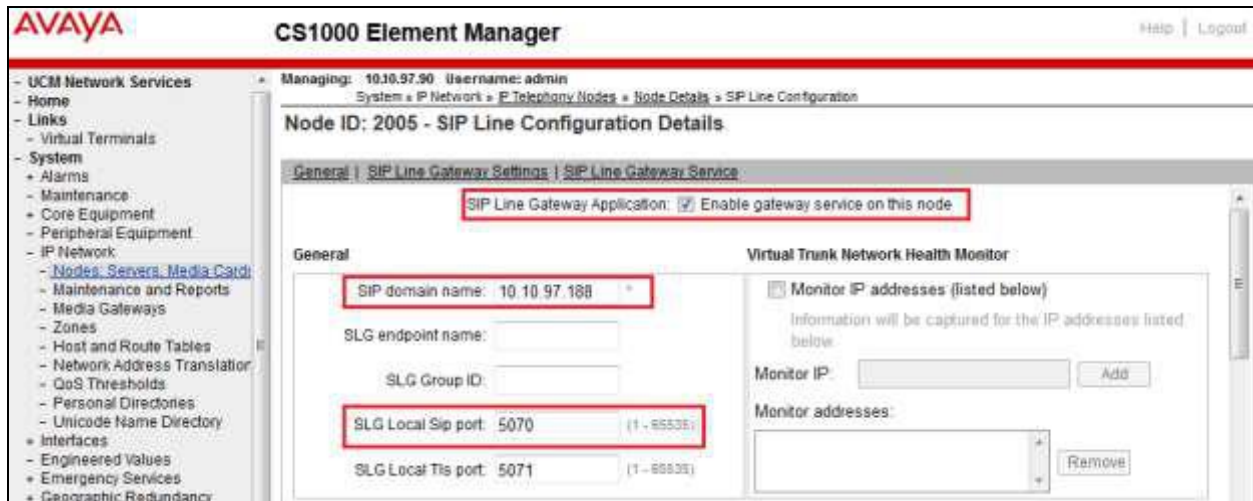 AVAYA
CS1000 Element Manager
Help | Logout
- UCM Network Services
- Home
- Links
- Virtual Terminals
- System
+ Alarms
- Maintenance
+ Core Equipment
- Peripheral Equipment
- IP Network
- Nodes: Servers, Media Cards
- Maintenance and Reports
- Media Gateways
- Zones
- Host and Route Tables
- Network Address Translation
- QoS Thresholds
- Personal Directories
- Unicode Name Directory
+ Interfaces
- Engineered Values
+ Emergency Services
+ Geographic Redundancy
Managing: 10.10.97.90 Username: admin
System » IP Network » IP Telephony Nodes » Node Details » SIP Line Configuration
Node ID: 2005 - SIP Line Configuration Details
General | SIP Line Gateway Settings | SIP Line Gateway Service
SIP Line Gateway Application: Enable gateway service on this node
General
SIP domain name: 10.10.97.188 *
SLG endpoint name:
SLG Group ID:
SLG Local Sip port: 5070 (1 - 65535)
SLG Local Tls port: 5071 (1 - 65535)
Virtual Trunk Network Health Monitor
Monitor IP addresses (listed below)
Information will be captured for the IP addresses listed
below.
Monitor IP: Add
Monitor addresses:
Remove